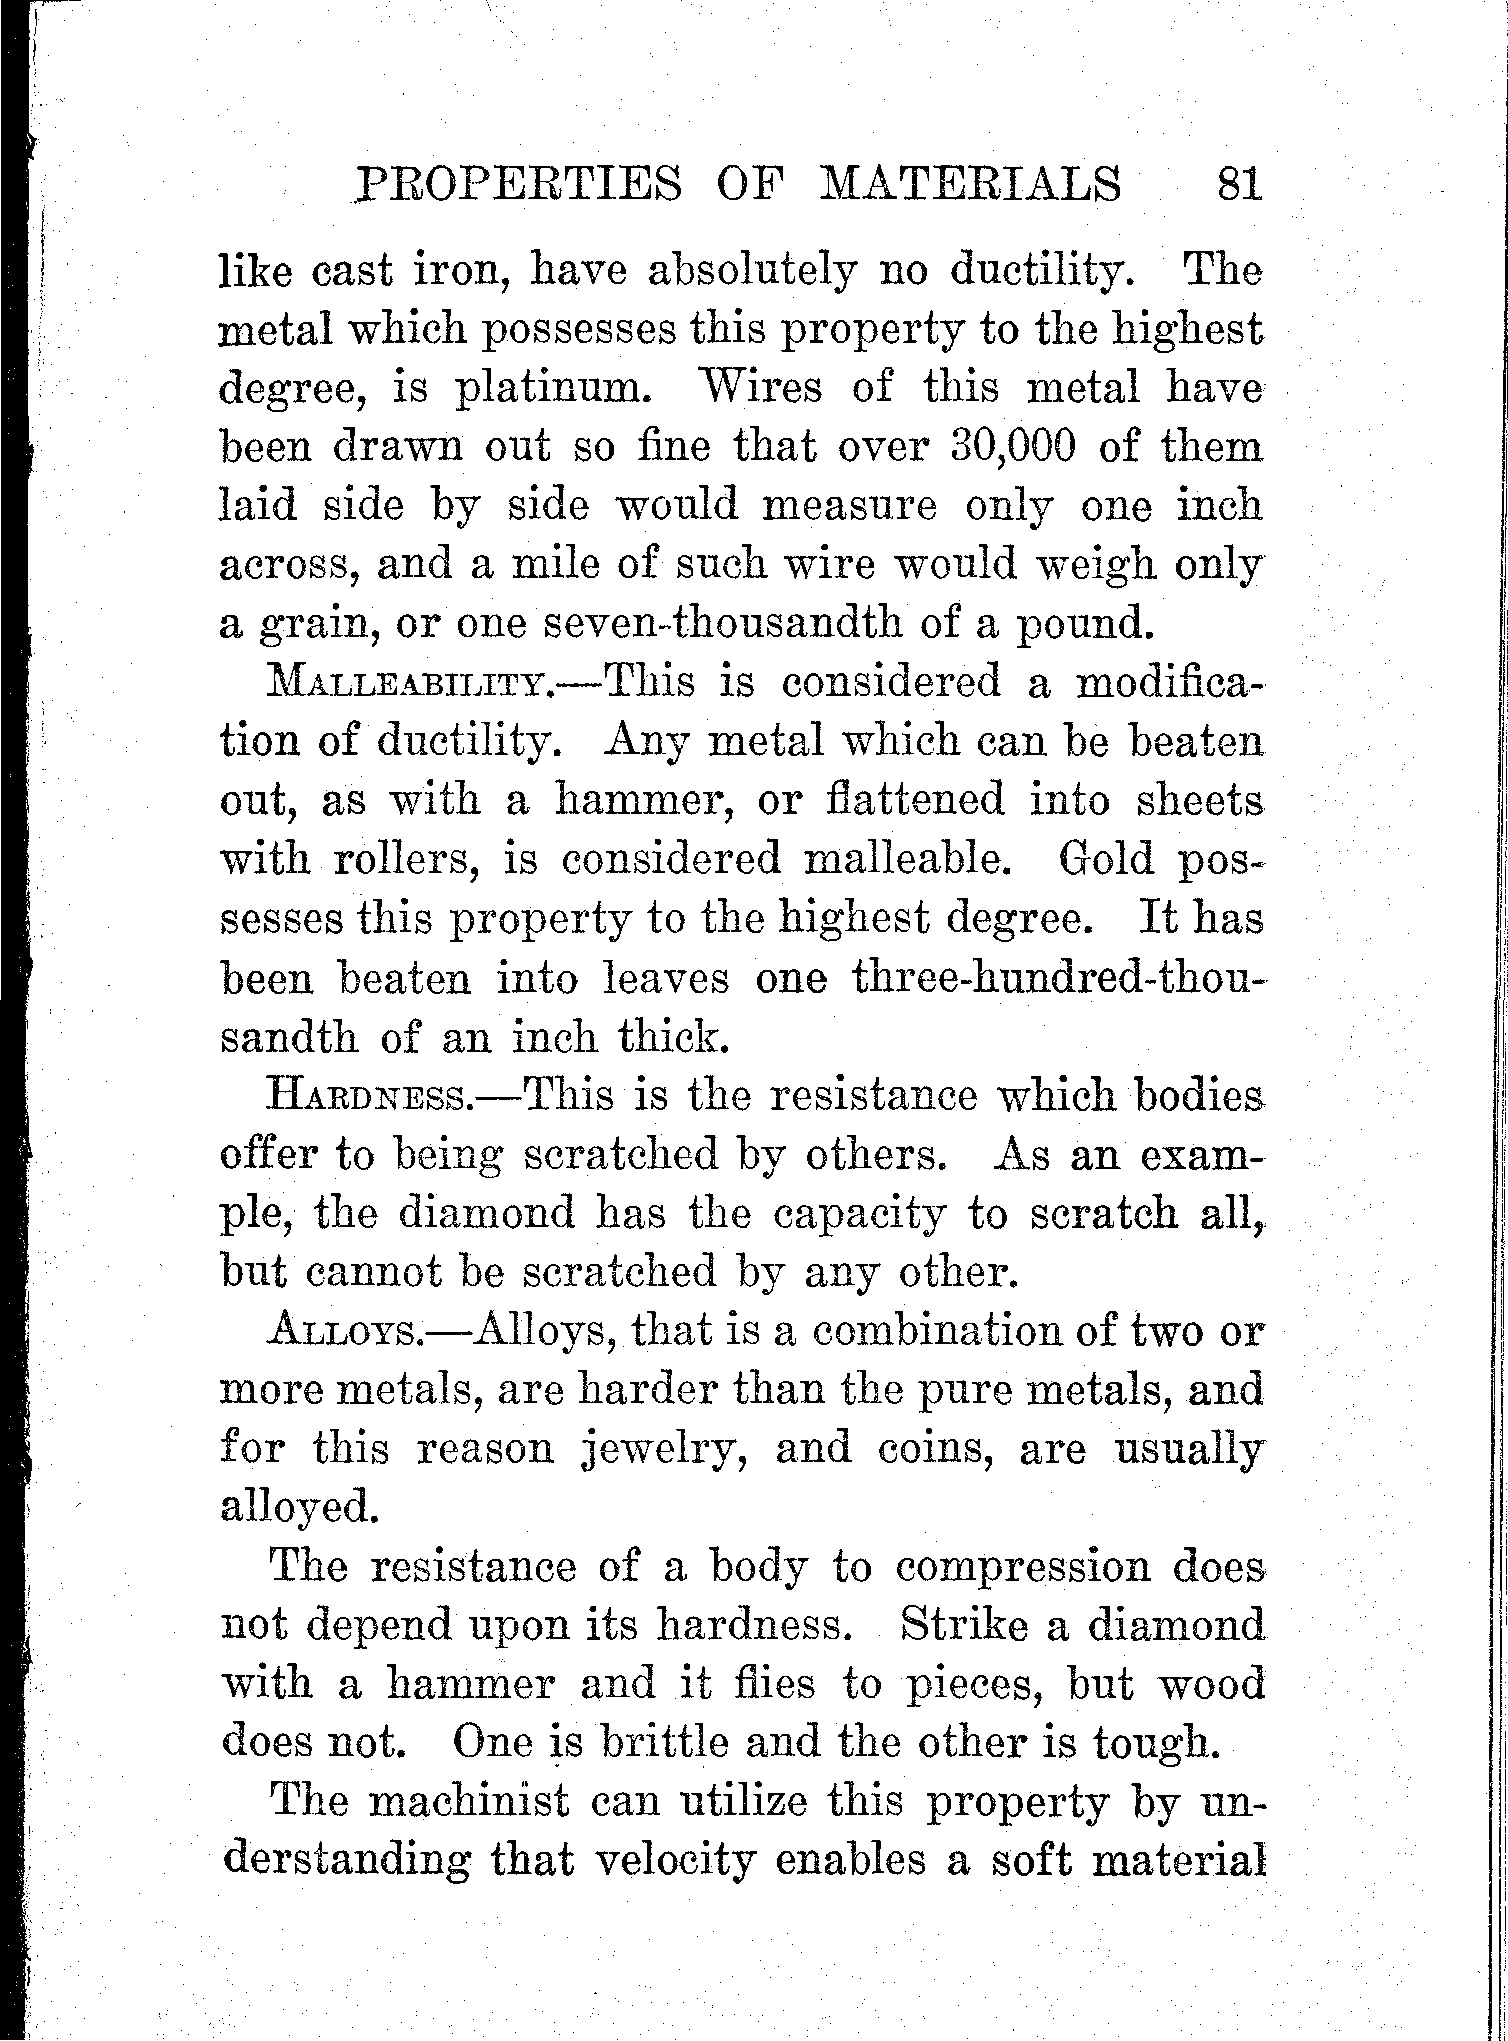 PROPERTIES OF MATERIALS 81
like cast iron, have absolutely no ductility. The
metal which possesses this property to the highest
degree, is platinum. Wires of this metal have
been drawn out so fine that over 30,000 of them
laid side by side would measure only one inch
across, and a mile of such wire would weigh only
a grain, or one seven-thousandth of a pound.
MALLEABILITY.—This is considered a modifica-
tion of ductility. Any metal which can be beaten
out, as with a hammer, or flattened into sheets
with rollers, is considered malleable. Gold pos-
sesses this property to the highest degree. It has
been beaten into leaves one three-hundred-thou-
sandth of an inch thick.
HARDNESS.—This is the resistance which bodies
offer to being scratched by others. As an exam-
ple, the diamond has the capacity to scratch all,
but cannot be scratched by any other.
ALLOYS.—Alloys, that is a combination of two or
more metals, are harder than the pure metals, and
for this reason jewelry, and coins, are usually
alloyed.
The resistance of a body to compression does
not depend upon its hardness. Strike a diamond
with a hammer and it flies to pieces, but wood
does not. One is brittle and the other is tough.
The machinist can utilize this property by un-
derstanding that velocity enables a soft material